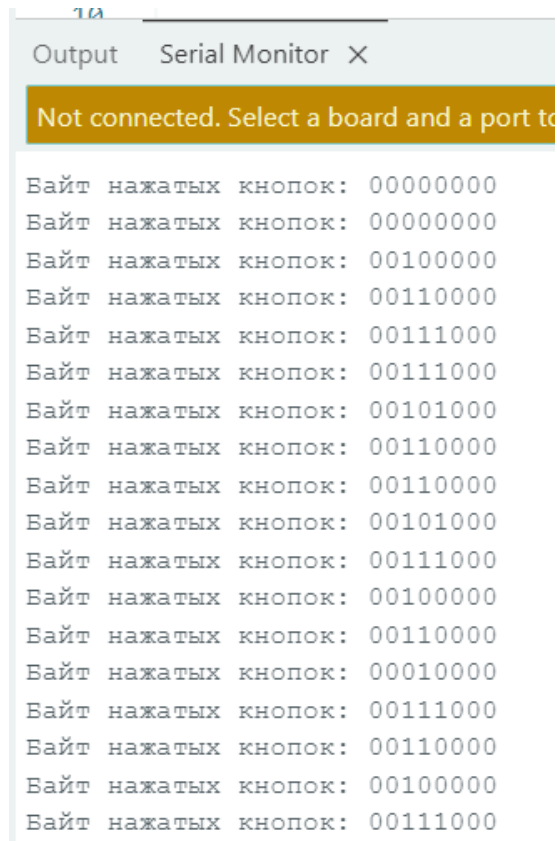 10
Output Serial Monitor
Not connected. Select a board and a port to
Байт нажатых кнопок: 00000000
Байт нажатых кнопок: 00000000
Байт нажатых кнопок: 00100000
Байт нажатых кнопок: 00110000
Байт нажатых кнопок: 00111000
Байт нажатых кнопок: 00111000
Байт нажатых кнопок: 00101000
Байт нажатых кнопок: 00110000
Байт нажатых кнопок: 00110000
Байт нажатых кнопок: 00101000
Байт нажатых кнопок: 00111000
Байт нажатых кнопок: 00100000
Байт нажатых кнопок: 00110000
Байт нажатых кнопок: 00010000
Байт нажатых кнопок: 00111000
Байт нажатых кнопок: 00110000
Байт нажатых кнопок: 00100000
Байт нажатых кнопок: 00111000